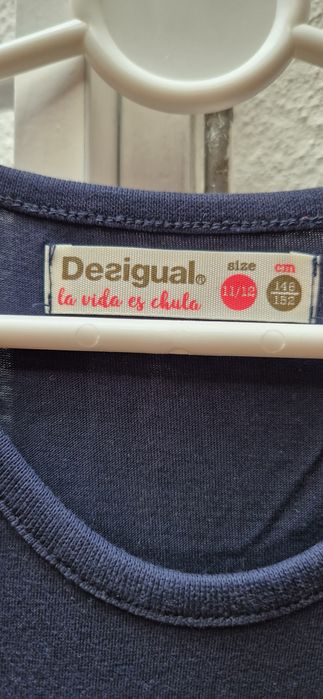 Desigual®
la vida es chula
size
11/12
cm
146
152